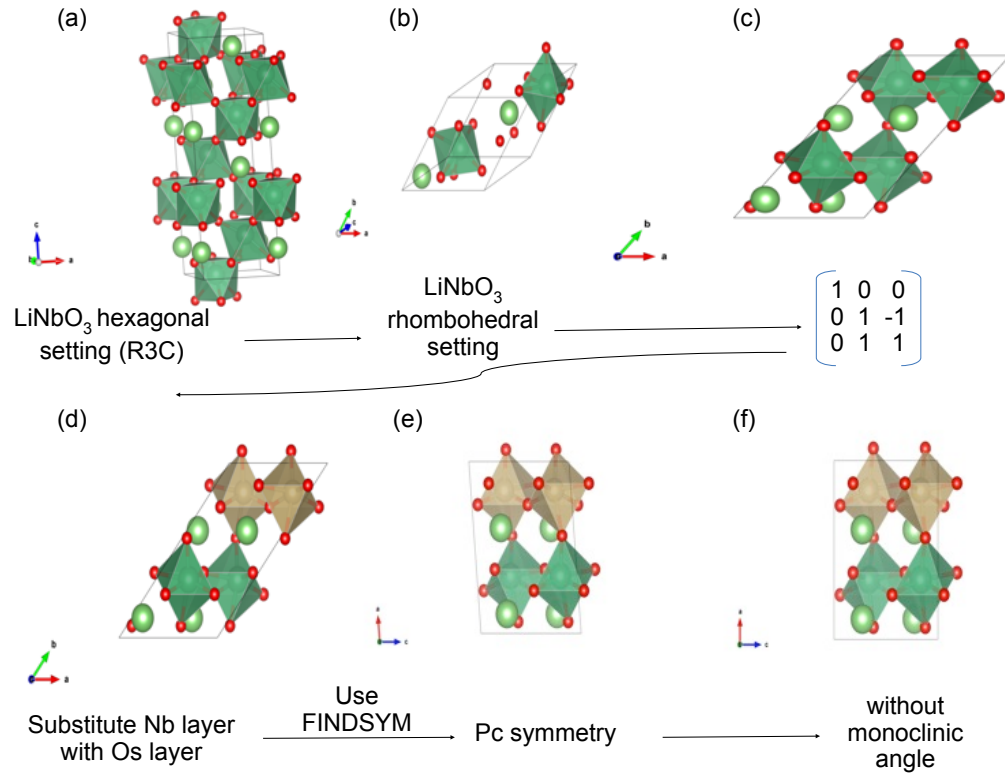 (a)
(b)
(c)
c
b
a
b
c
a
b
a
LiNbO3 hexagonal
setting (R3C)
LiNbO3
rhombohedral
setting
1 0 0
0 1 -1
0 1 1
(d)
(e)
(f)
b
a
a
c
a
c
Substitute Nb layer
with Os layer
Use
FINDSYM
Pc symmetry
without
monoclinic
angle